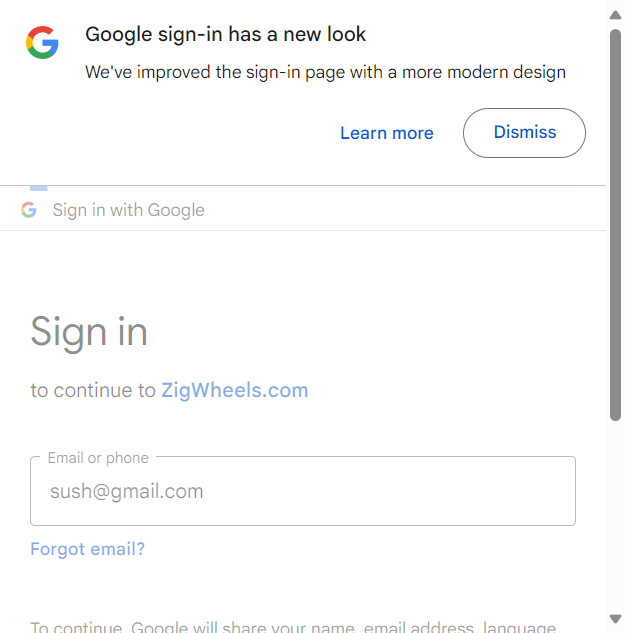 Google sign-in has a new look
We've improved the sign-in page with a more modern design
Learn more
Dismiss
Sign in with Google
Sign in
to continue to ZigWheels.com
Email or phone
sush@gmail.com
Forgot email?
To continue, Google will share your name, email address, language